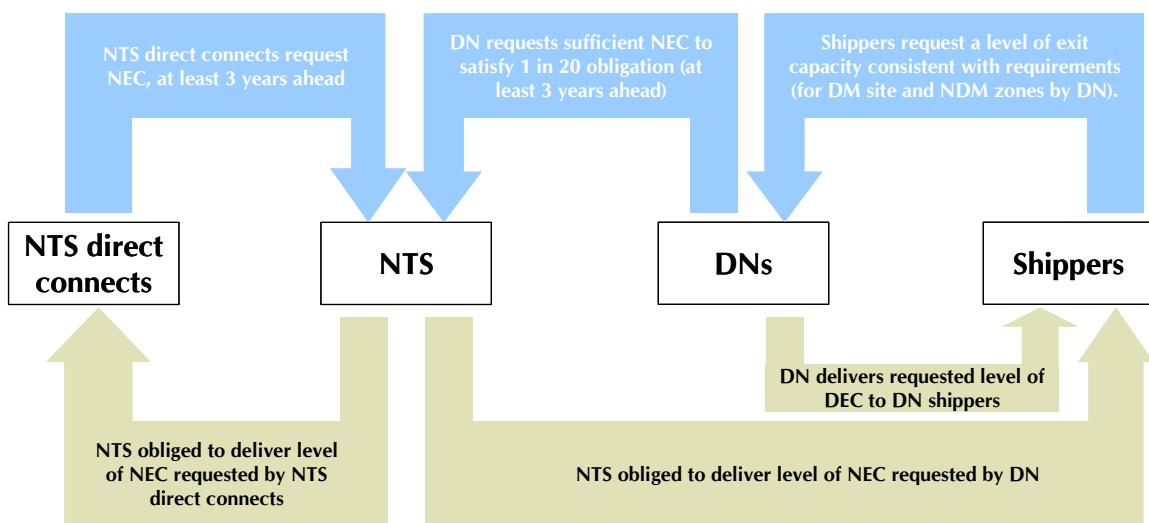 NTS direct connects request
NEC, at least 3 years ahead
DN requests sufficient NEC to
satisfy 1 in 20 obligation (at
least 3 years ahead)
Shippers request a level of exit
capacity consistent with requirements
(for DM site and NDM zones by DN).
NTS direct
connects
NTS
DNs
Shippers
DN delivers requested level of
DEC to DN shippers
NTS obliged to deliver level
of NEC requested by NTS
direct connects
NTS obliged to deliver level of NEC requested by DN